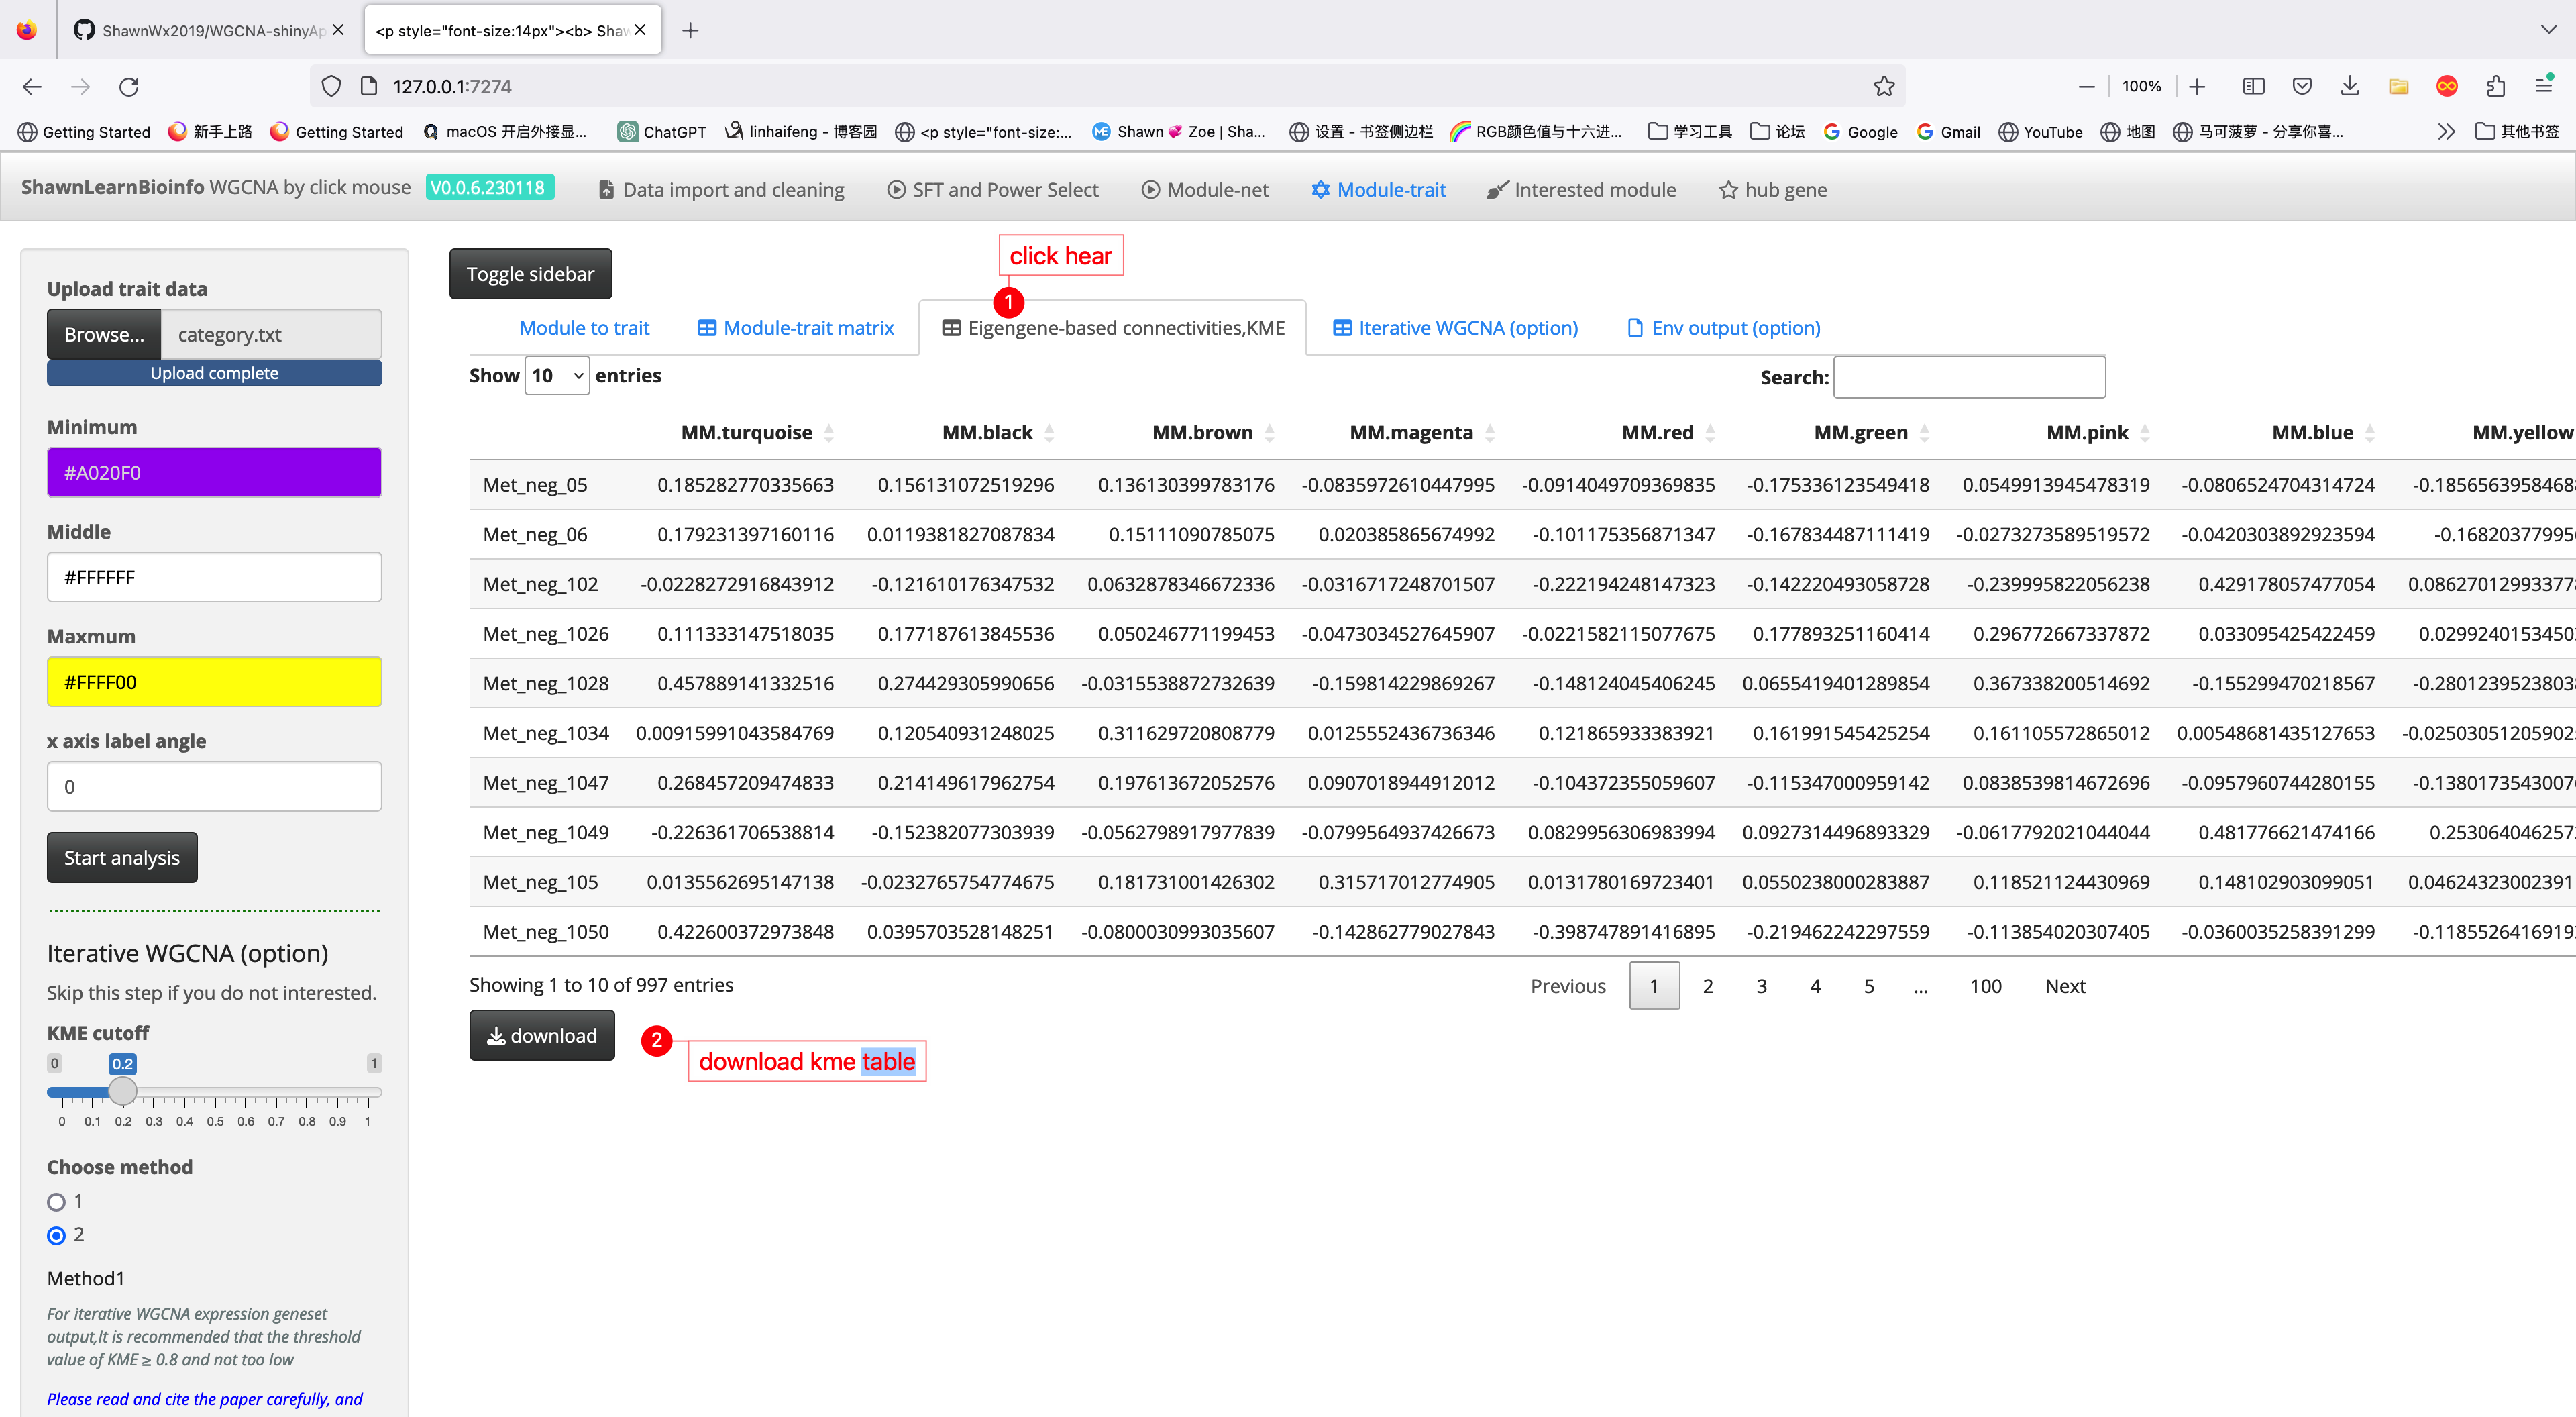 ShawnWx2019/WGCNA-shinyAp
<p style="font-size:14px"><b> Shaw
127.0.0.1:7274
100%
Getting Started 新手上路 Getting Started macOS 开启外接显... ChatGPT linhaifeng - 博客园 <p style="font-size:... Shawn 💞 Zoe | Sha... 设置 - 书签侧边栏 RGB颜色值与十六进... 学习工具 论坛 Google Gmail YouTube 地图 马可菠萝 - 分享你喜... 其他书签
ShawnLearnBioinfo WGCNA by click mouse V0.0.6.230118 Data import and cleaning SFT and Power Select Module-net Module-trait Interested module hub gene
Upload trait data
Browse... category.txt
Upload complete
Minimum
#A020F0
Middle
#FFFFFF
Maxmum
#FFFF00
x axis label angle
0
Start analysis
Iterative WGCNA (option)
Skip this step if you do not interested.
KME cutoff
0 0.2 1
0 0.1 0.2 0.3 0.4 0.5 0.6 0.7 0.8 0.9 1
Choose method
1
2
Method1
For iterative WGCNA expression geneset
output,It is recommended that the threshold
value of KME ≥ 0.8 and not too low
Please read and cite the paper carefully, and
Toggle sidebar
click hear
1
Module to trait Module-trait matrix Eigengene-based connectivities,KME Iterative WGCNA (option) Env output (option)
Show 10 entries Search:
MM.turquoise MM.black MM.brown MM.magenta MM.red MM.green MM.pink MM.blue MM.yellow
Met_neg_05 0.185282770335663 0.156131072519296 0.136130399783176 -0.0835972610447995 -0.0914049709369835 -0.175336123549418 0.0549913945478319 -0.0806524704314724 -0.185656395846 8
Met_neg_06 0.179231397160116 0.0119381827087834 0.15111090785075 0.020385865674992 -0.101175356871347 -0.167834487111419 -0.0273273589519572 -0.0420303892923594 -0.16820377995
Met_neg_102 -0.0228272916843912 -0.121610176347532 0.0632878346672336 -0.0316717248701507 -0.222194248147323 -0.142220493058728 -0.239995822056238 0.429178057477054 0.08627012993377
Met_neg_1026 0.111333147518035 0.177187613845536 0.050246771199453 -0.0473034527645907 -0.0221582115077675 0.177893251160414 0.296772667337872 0.033095425422459 0.029924015345 0
Met_neg_1028 0.457889141332516 0.274429305990656 -0.0315538872732639 -0.159814229869267 -0.148124045406245 0.0655419401289854 0.367338200514692 -0.155299470218567 -0.280123952380
Met_neg_1034 0.00915991043584769 0.120540931248025 0.311629720808779 0.0125552436736346 0.121865933383921 0.161991545425254 0.161105572865012 0.00548681435127653 -0.02503051205902
Met_neg_1047 0.268457209474833 0.214149617962754 0.197613672052576 0.0907018944912012 -0.104372355059607 -0.115347000959142 0.0838539814672696 -0.0957960744280155 -0.1380173543007
Met_neg_1049 -0.226361706538814 -0.152382077303939 -0.0562798917977839 -0.0799564937426673 0.0829956306983994 0.0927314496893329 -0.0617792021044044 0.481776621474166 0.253064046257
Met_neg_105 0.0135562695147138 -0.0232765754774675 0.181731001426302 0.315717012774905 0.0131780169723401 0.0550238000283887 0.118521124430969 0.148102903099051 0.04624323002391
Met_neg_1050 0.422600372973848 0.0395703528148251 -0.0800030993035607 -0.142862779027843 -0.398747891416895 -0.219462242297559 -0.113854020307405 -0.0360035258391299 -0.118552641691 9
Showing 1 to 10 of 997 entries Previous 1 2 3 4 5 ... 100 Next
download
2
download kme table